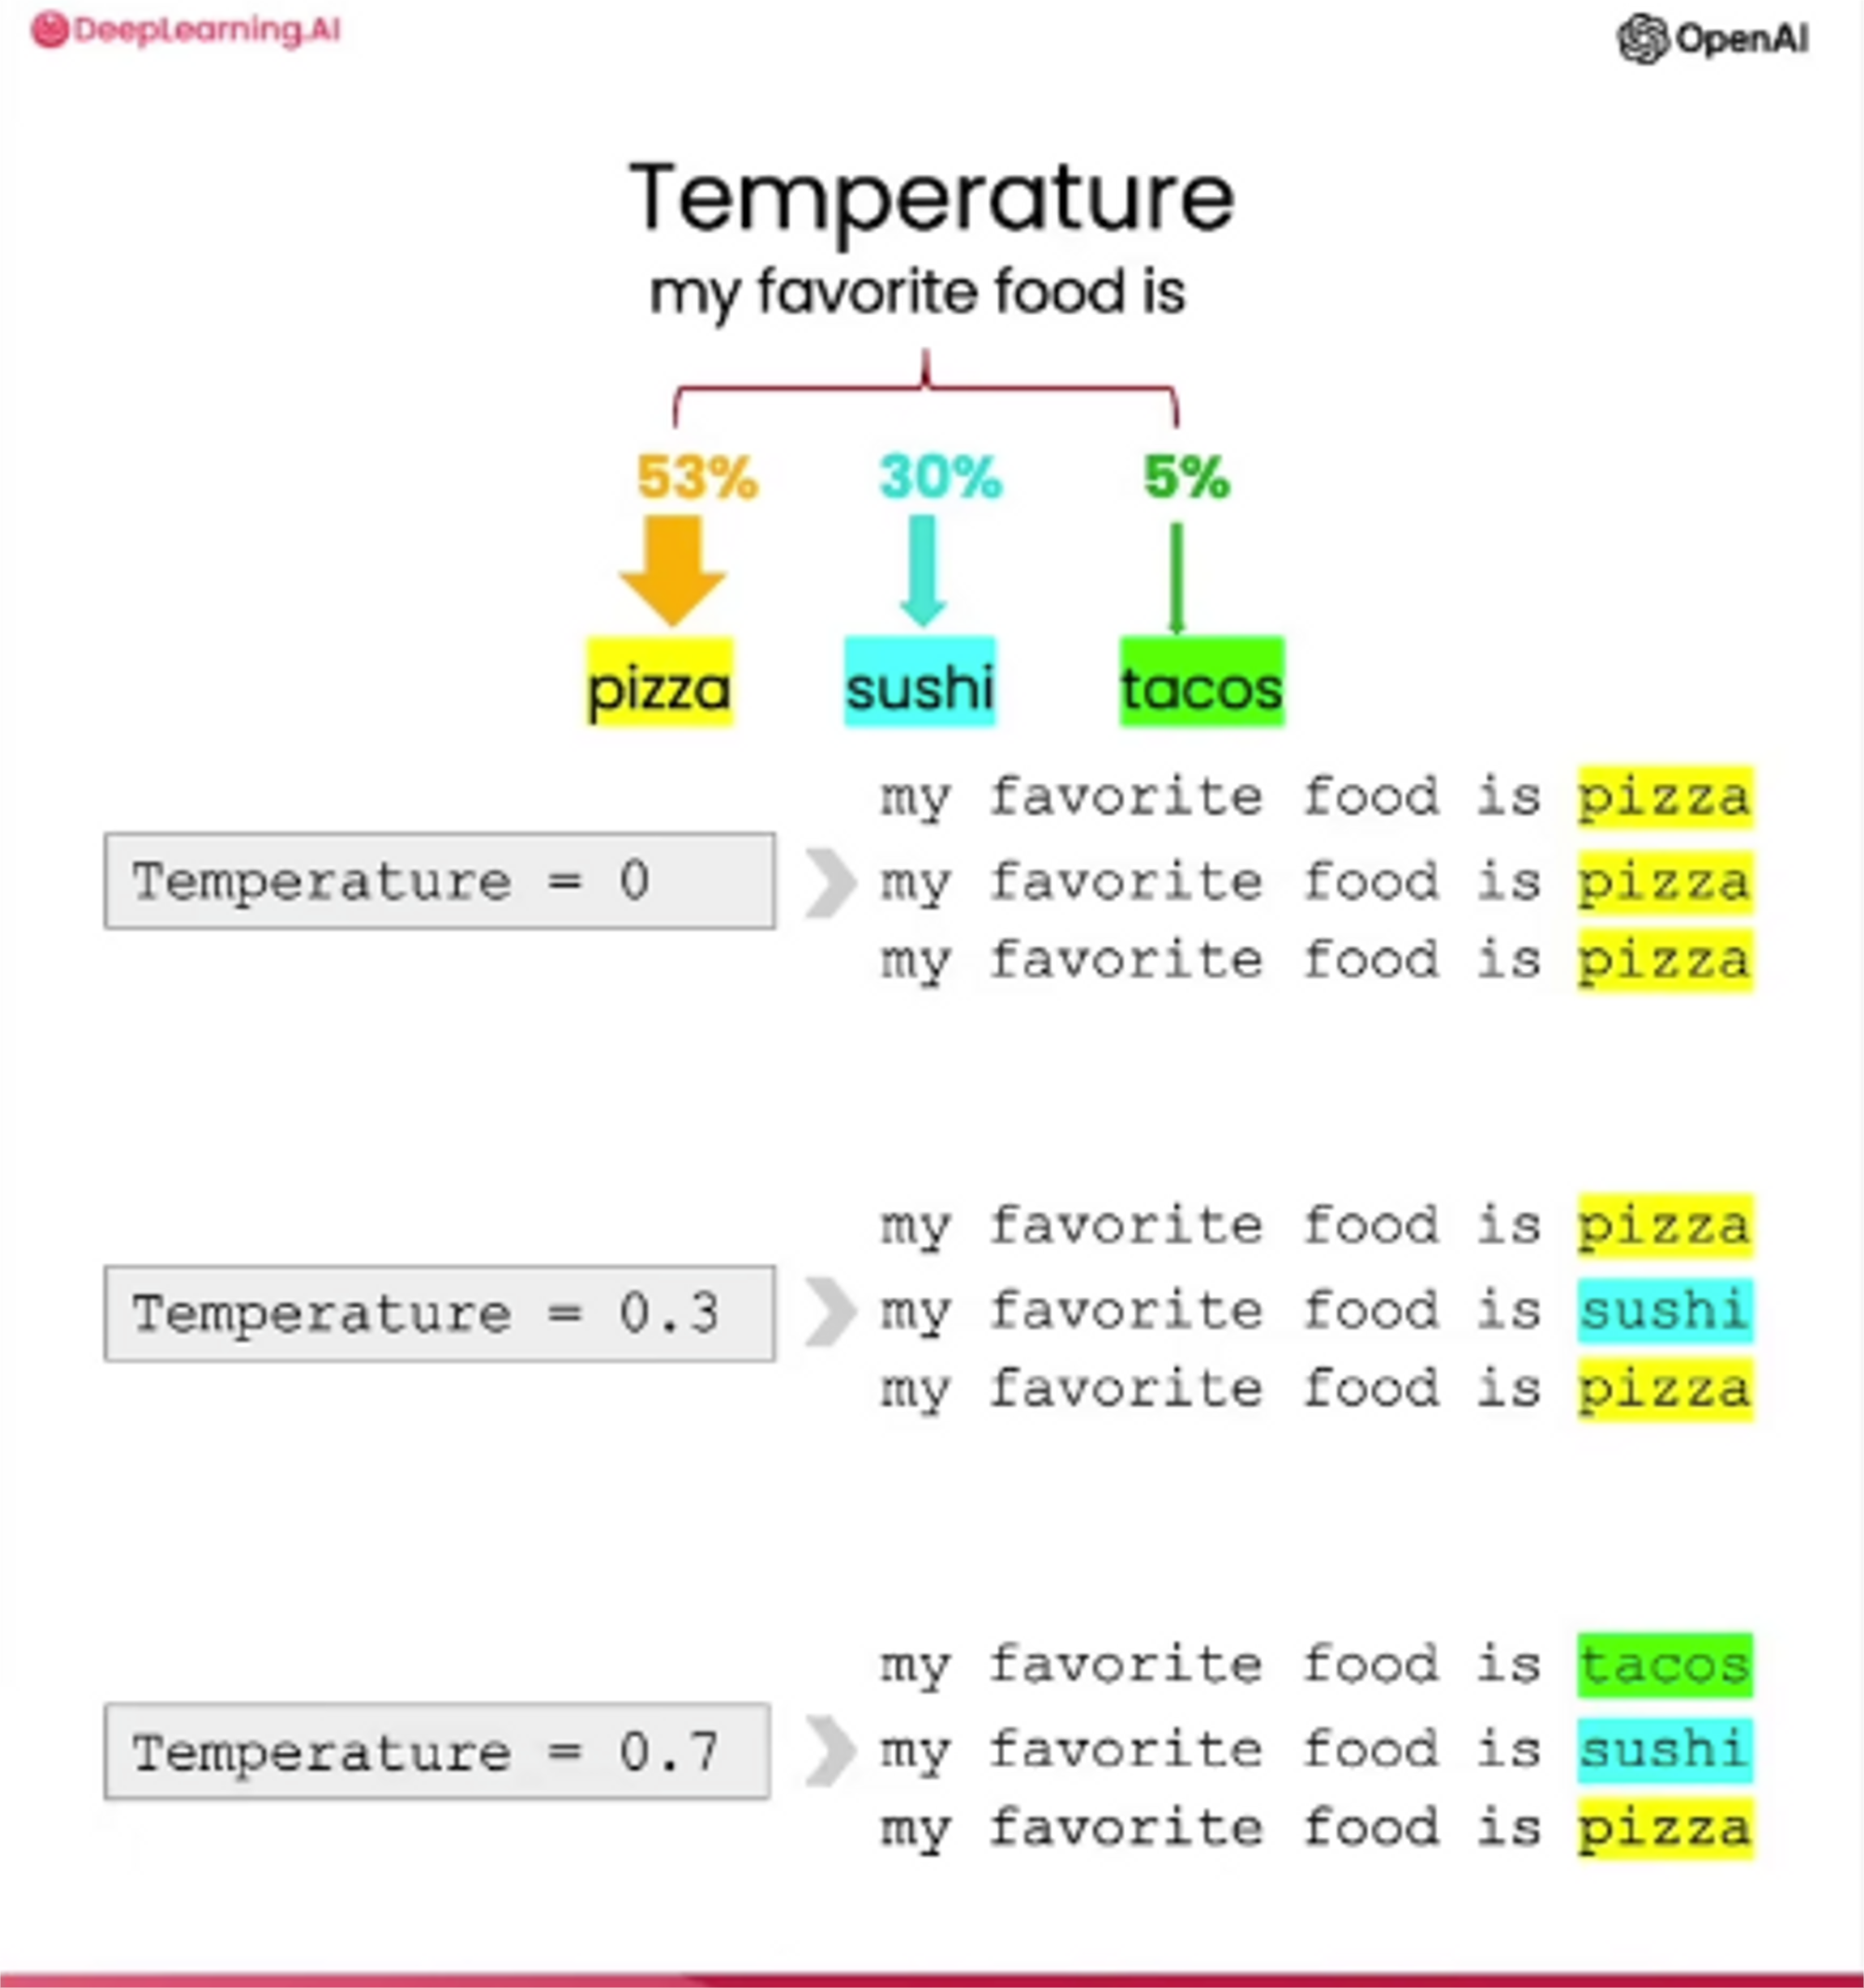 DeepLearning.AI
OpenAI
Temperature
my favorite food is
53% 30% 5%
pizza sushi tacos
my favorite food is pizza
Temperature = 0
my favorite food is pizza
my favorite food is pizza
my favorite food is pizza
Temperature = 0.3
my favorite food is sushi
my favorite food is pizza
my favorite food is tacos
Temperature = 0.7
my favorite food is sushi
my favorite food is pizza